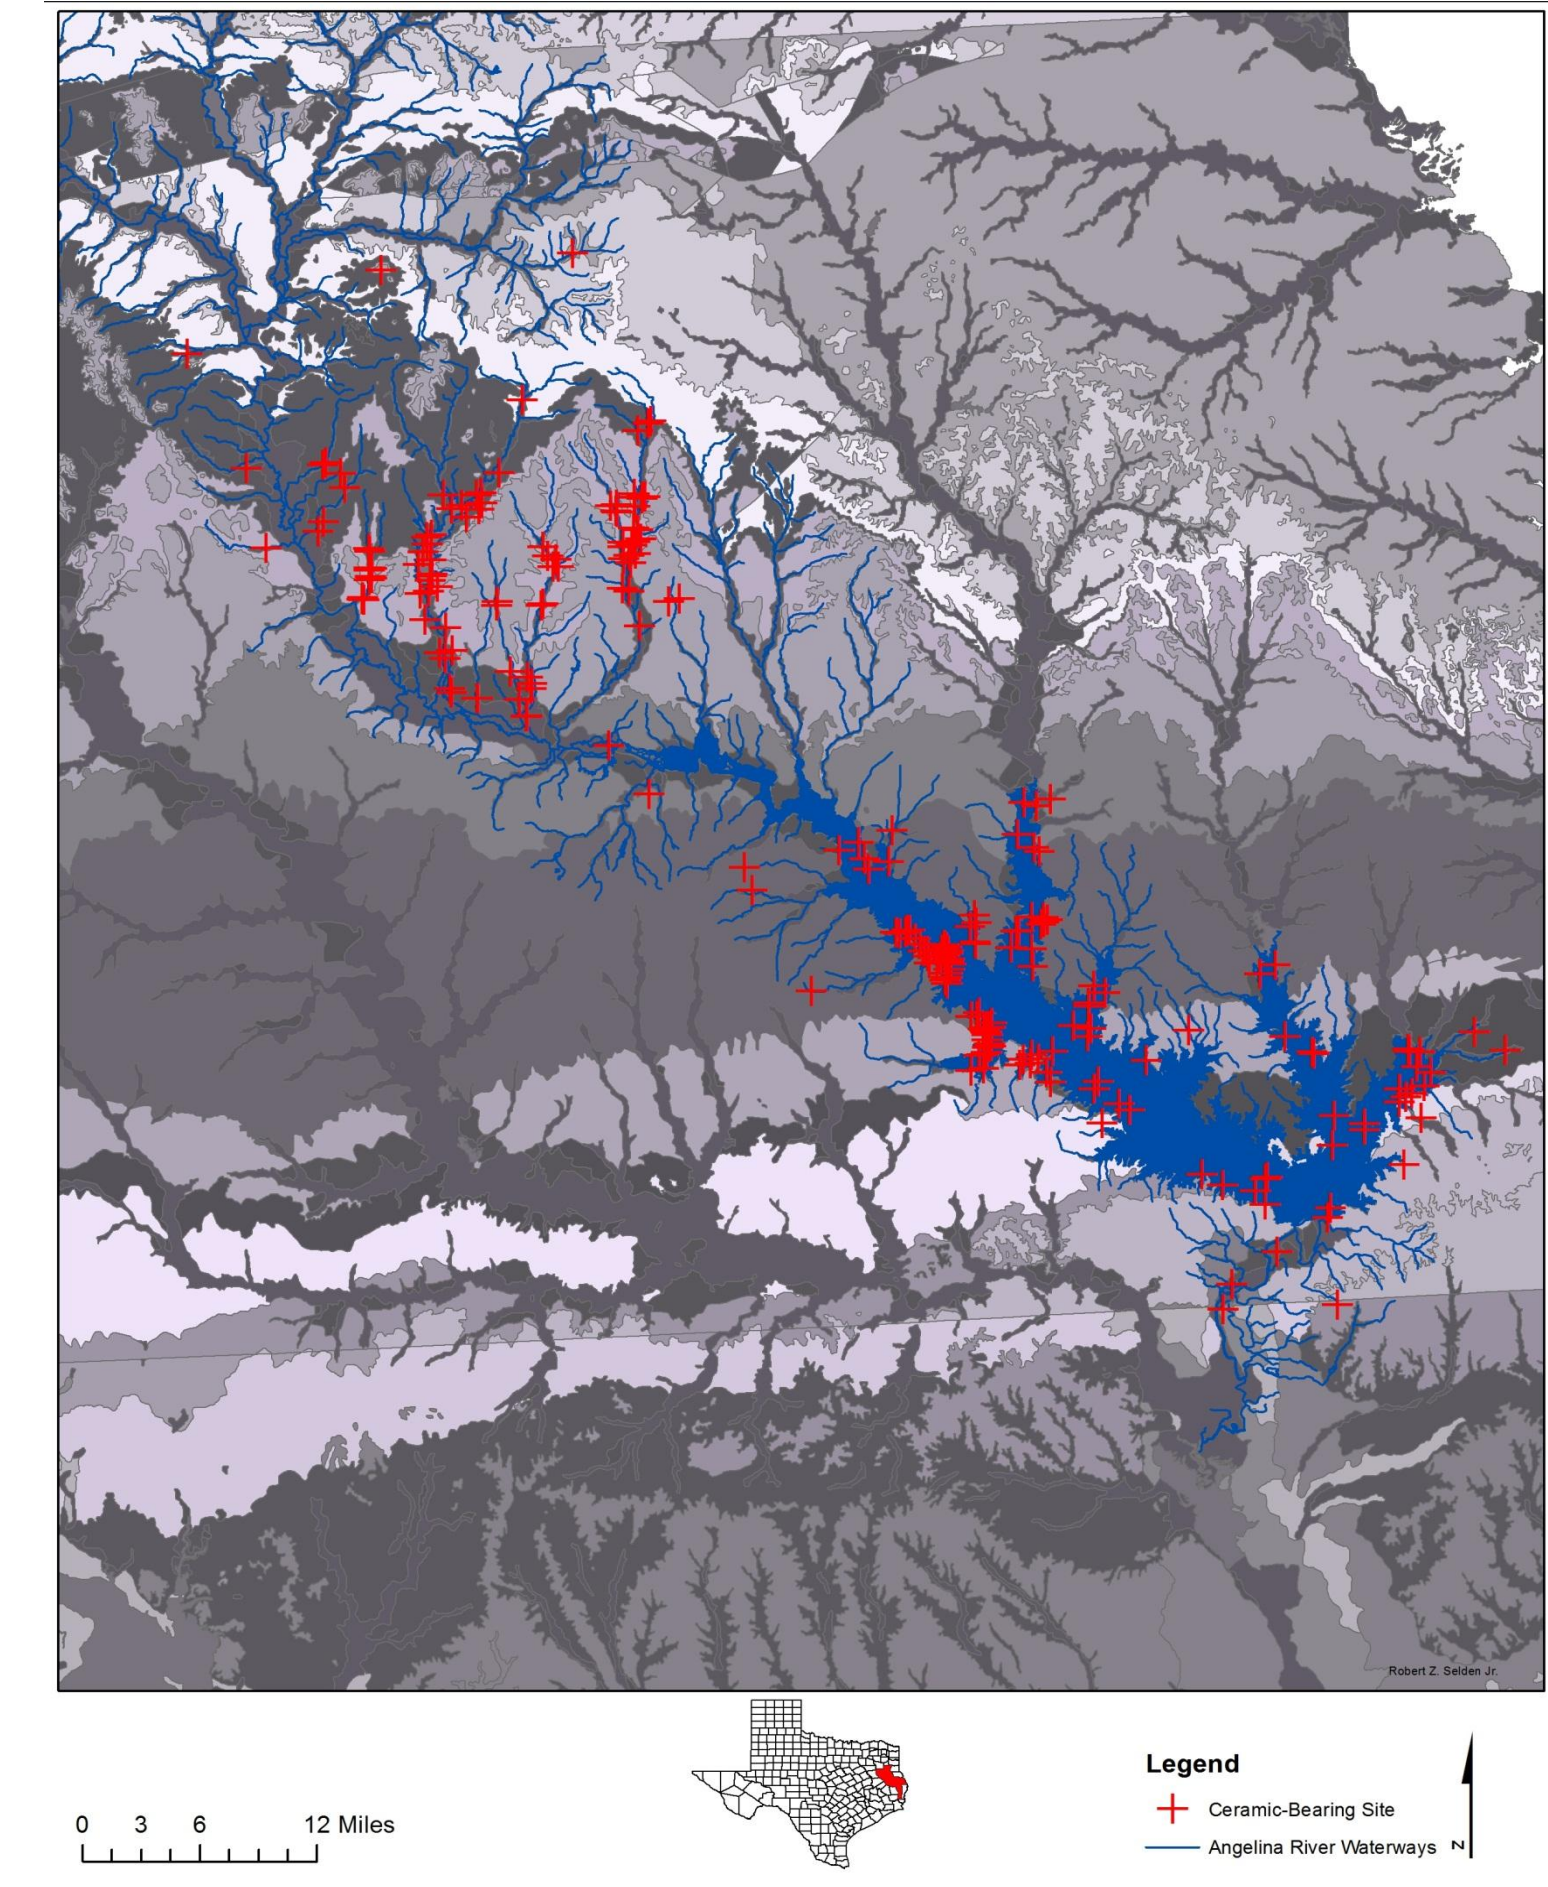 Robert Z. Selden Jr.
Legend
Ceramic-Bearing Site
Angelina River Waterways
N
0 3 6 12 Miles